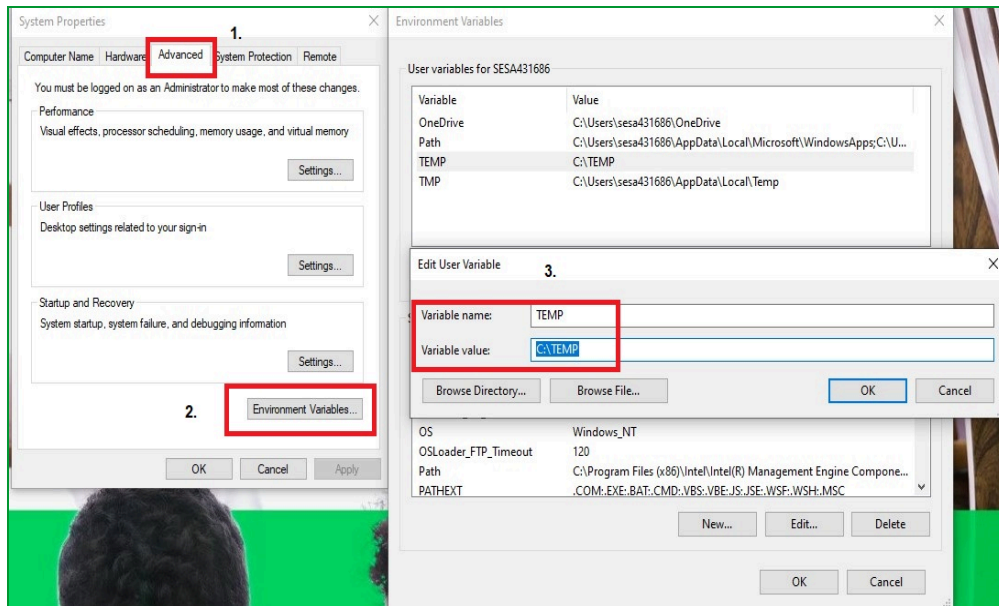 System Properties
1.
Computer Name Hardware Advanced System Protection Remote
You must be logged on as an Administrator to make most of these changes.
Performance
Visual effects, processor scheduling, memory usage, and virtual memory
Settings...
User Profiles
Desktop settings related to your sign-in
Settings...
Startup and Recovery
System startup, system failure, and debugging information
Settings...
2.
Environment Variables...
OK Cancel Apply
Environment Variables
User variables for SESA431686
Variable Value
OneDrive C:\Users\sesa431686\OneDrive
Path C:\Users\sesa431686\AppData\Local\Microsoft\WindowsApps;C:\U...
TEMP C:\TEMP
TMP C:\Users\sesa431686\AppData\Local\Temp
Edit User Variable
3.
Variable name: TEMP
Variable value: C:\TEMP
Browse Directory... Browse File... OK Cancel
OS Windows_NT
OSLoader_FTP_Timeout 120
Path C:\Program Files (x86)\Intel\Intel(R) Management Engine Compone...
PATHEXT .COM;.EXE;.BAT;.CMD;.VBS;.VBE;.JS;.JSE;.WSF;.WSH;.MSC
New... Edit... Delete
OK Cancel